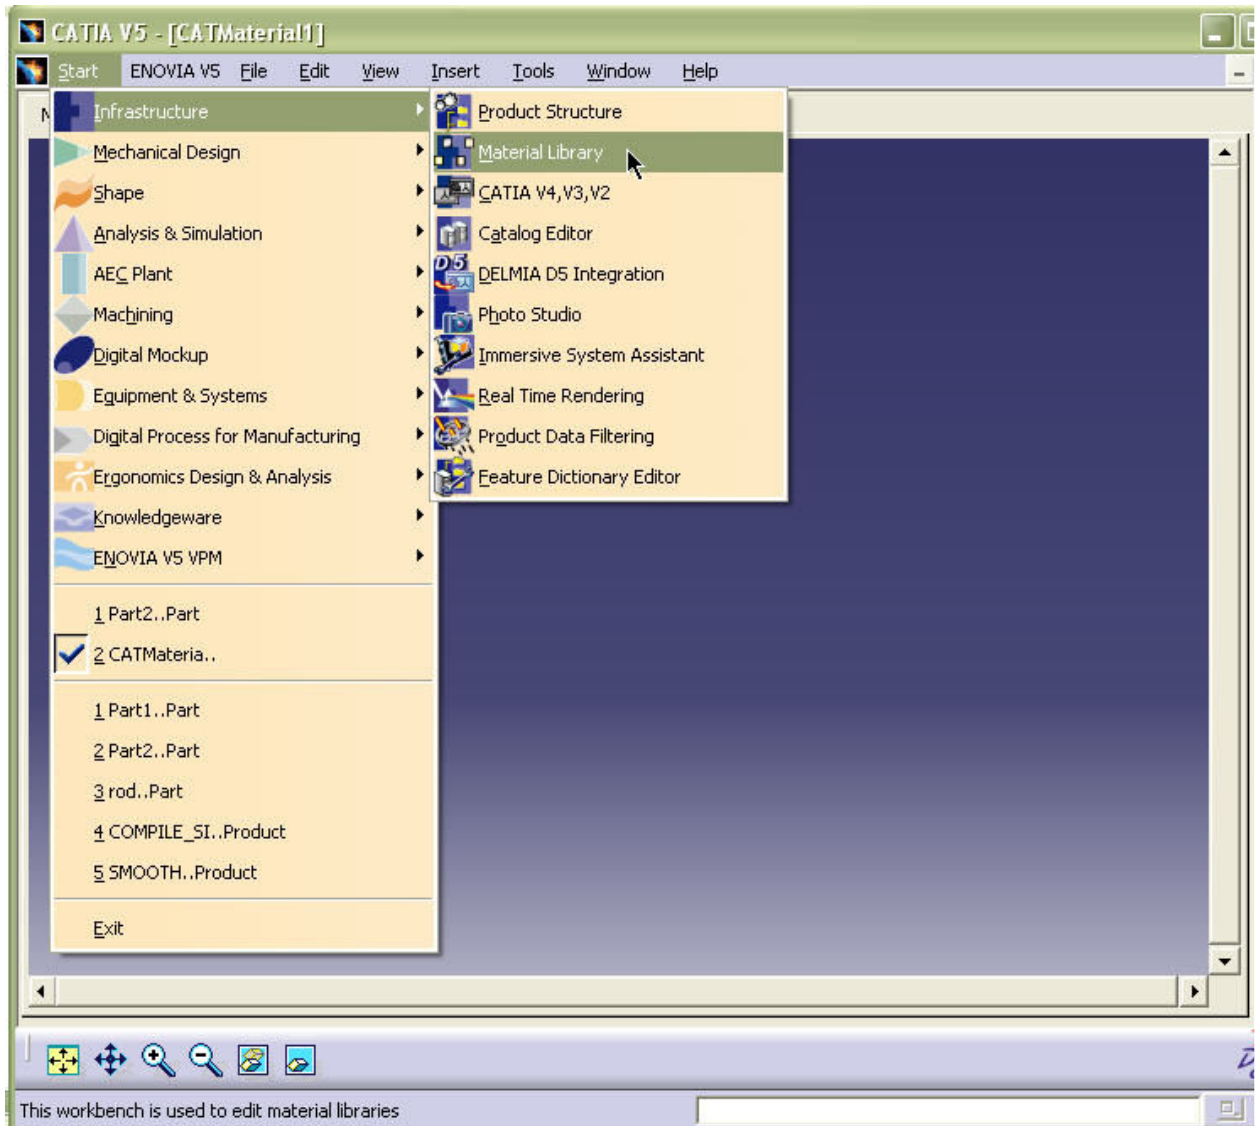 CATIA V5 - [CATMaterial1]
Start ENOVIA V5 File Edit View Insert Tools Window Help
Infrastructure
Mechanical Design
Shape
Analysis & Simulation
AEC Plant
Machining
Digital Mockup
Equipment & Systems
Digital Process for Manufacturing
Ergonomics Design & Analysis
Knowledgeware
ENOVIA V5 VPM
1 Part2..Part
2 CATMateria..
1 Part1..Part
2 Part2..Part
3 rod..Part
4 COMPILE_SI..Product
5 SMOOTH..Product
Exit
Product Structure
Material Library
CATIA V4,V3,V2
Catalog Editor
DELMIA D5 Integration
Photo Studio
Immersive System Assistant
Real Time Rendering
Product Data Filtering
Feature Dictionary Editor
This workbench is used to edit material libraries